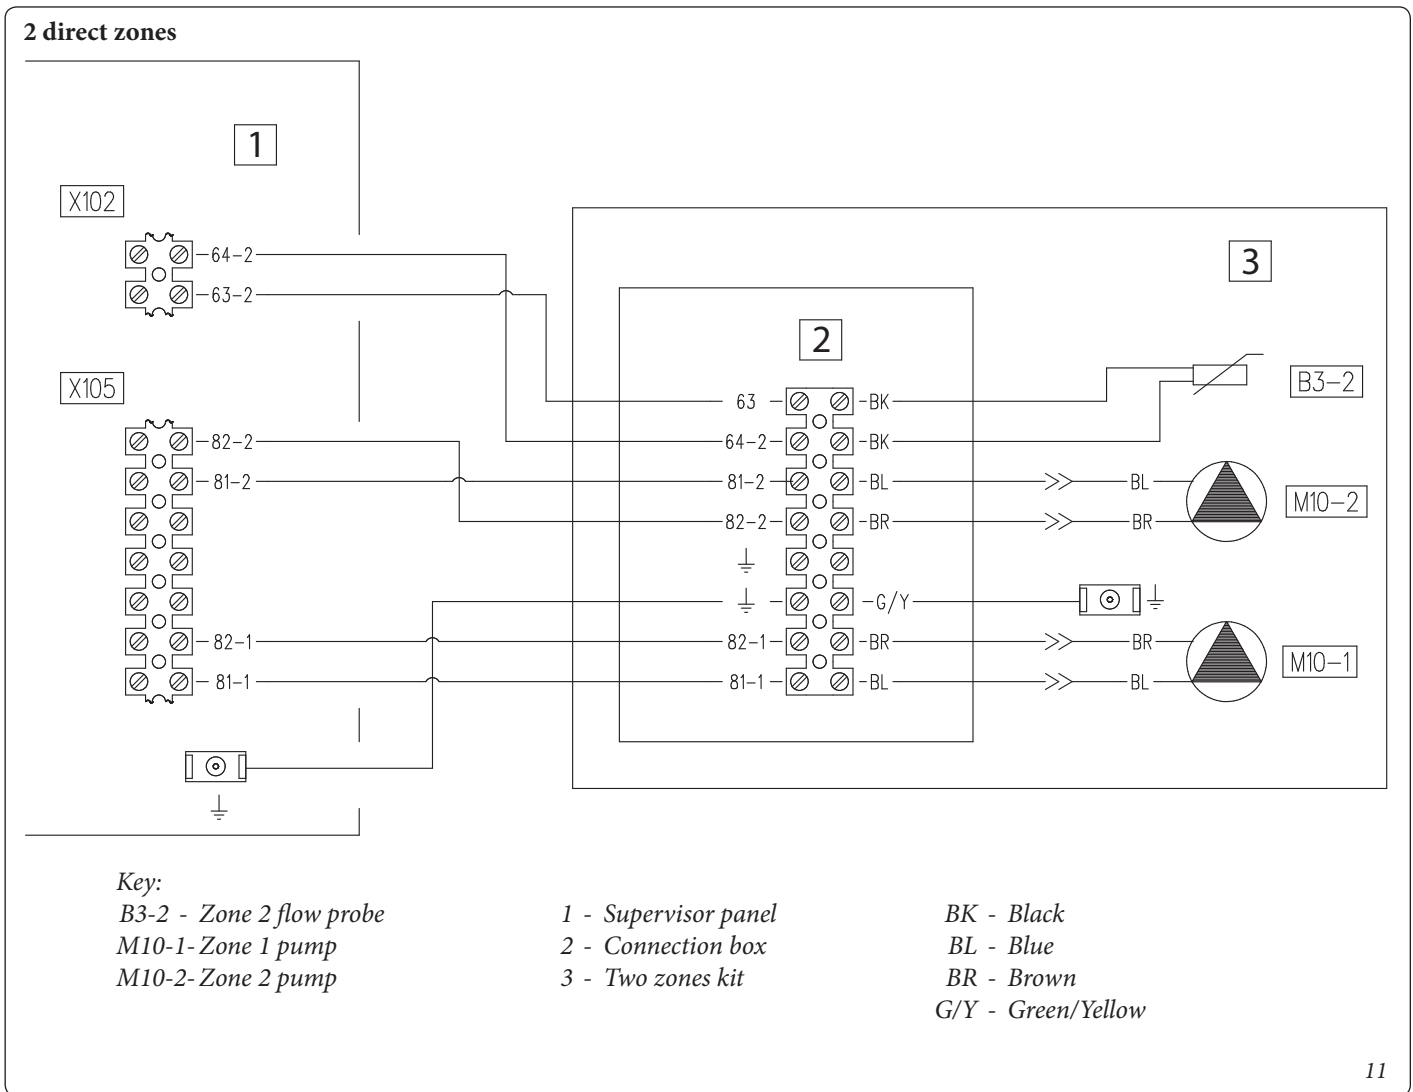 2 direct zones
1
X102
64-2
63-2
X105
82-2
81-2
82-1
81-1
3
2
63 BK
64-2 BK
81-2 BL BL
82-2 BR BR
G/Y
82-1 BR BR
81-1 BL BL
B3-2
M10-2
M10-1
Key:
B3-2 - Zone 2 flow probe
M10-1- Zone 1 pump
M10-2- Zone 2 pump
1 - Supervisor panel
2 - Connection box
3 - Two zones kit
BK - Black
BL - Blue
BR - Brown
G/Y - Green/Yellow
11